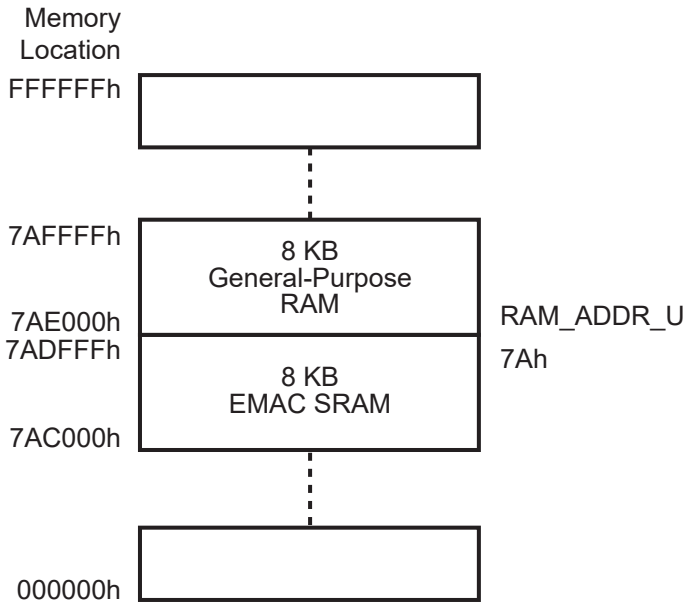 Memory
Location
FFFFFFh
7AFFFFh
8 KB
General-Purpose
RAM
7AE000h
RAM_ADDR_U
7ADFFFh
7Ah
8 KB
EMAC SRAM
7AC000h
000000h